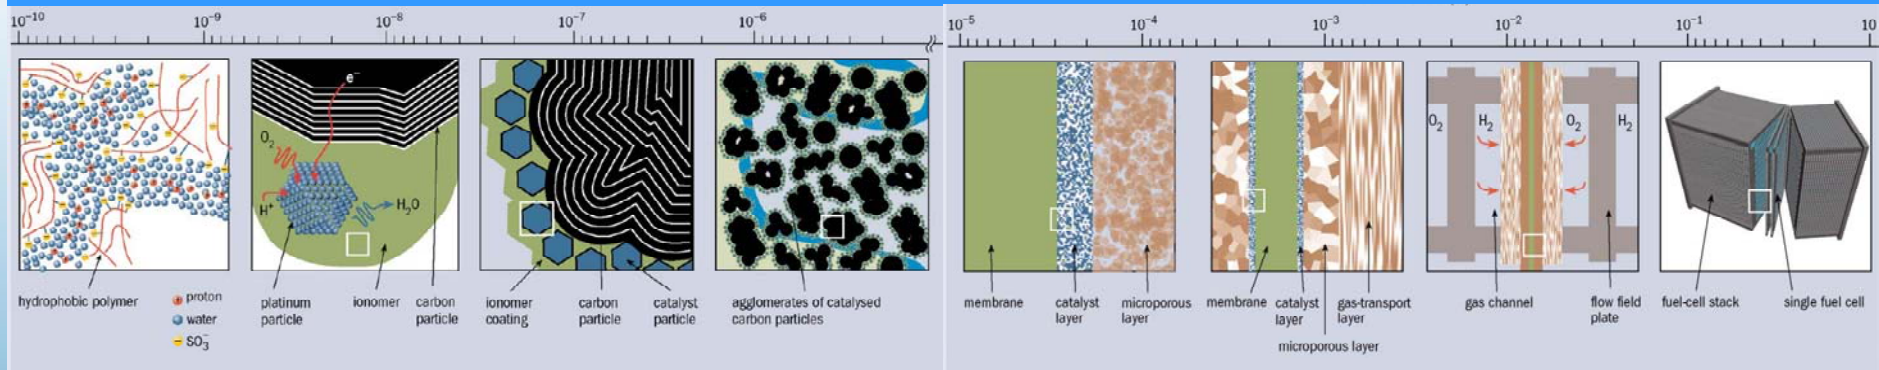 10⁻¹⁰ 10⁻⁹ 10⁻⁸ 10⁻⁷ 10⁻⁶ 10⁻⁵ 10⁻⁴ 10⁻³ 10⁻² 10⁻¹ 10
hydrophobic polymer
proton
water
SO₃⁻
e⁻
O₂
H⁺
H₂O
platinum
particle
ionomer
carbon
particle
ionomer
coating
carbon
particle
catalyst
particle
agglomerates of catalysed
carbon particles
membrane
catalyst
layer
microporous
layer
membrane
catalyst
layer
gas-transport
layer
microporous layer
O₂ H₂ O₂ H₂
gas channel
flow field
plate
fuel-cell stack
single fuel cell